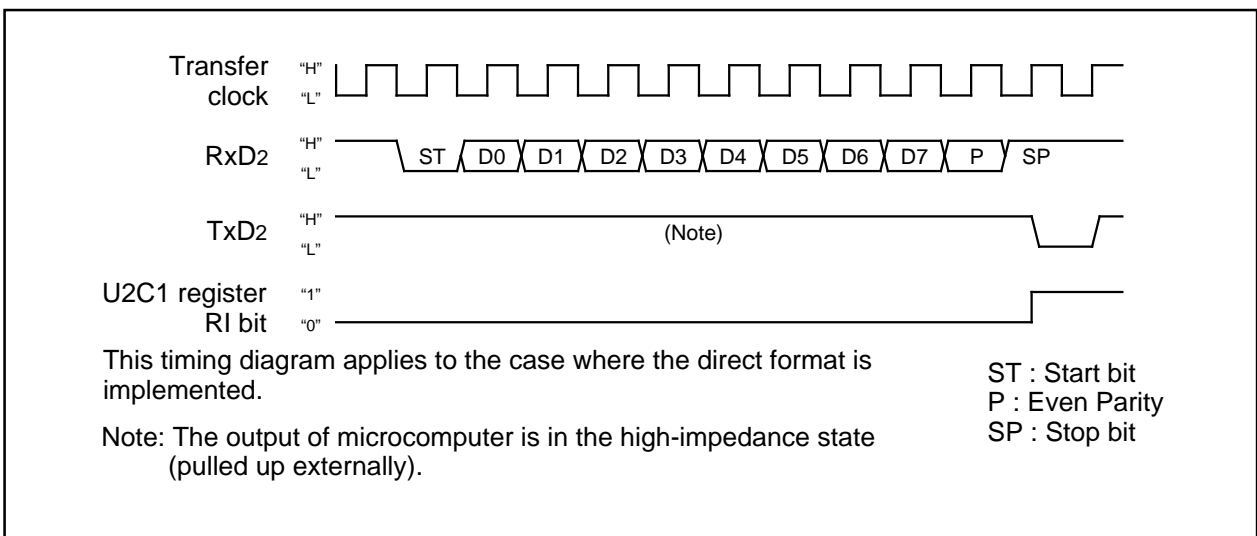 Transfer clock
“H”
“L”
RxD2
“H”
“L”
ST D0 D1 D2 D3 D4 D5 D6 D7 P SP
TxD2
“H”
“L”
(Note)
U2C1 register
RI bit
“1”
“0”
This timing diagram applies to the case where the direct format is
implemented.
Note: The output of microcomputer is in the high-impedance state
(pulled up externally).
ST : Start bit
P : Even Parity
SP : Stop bit